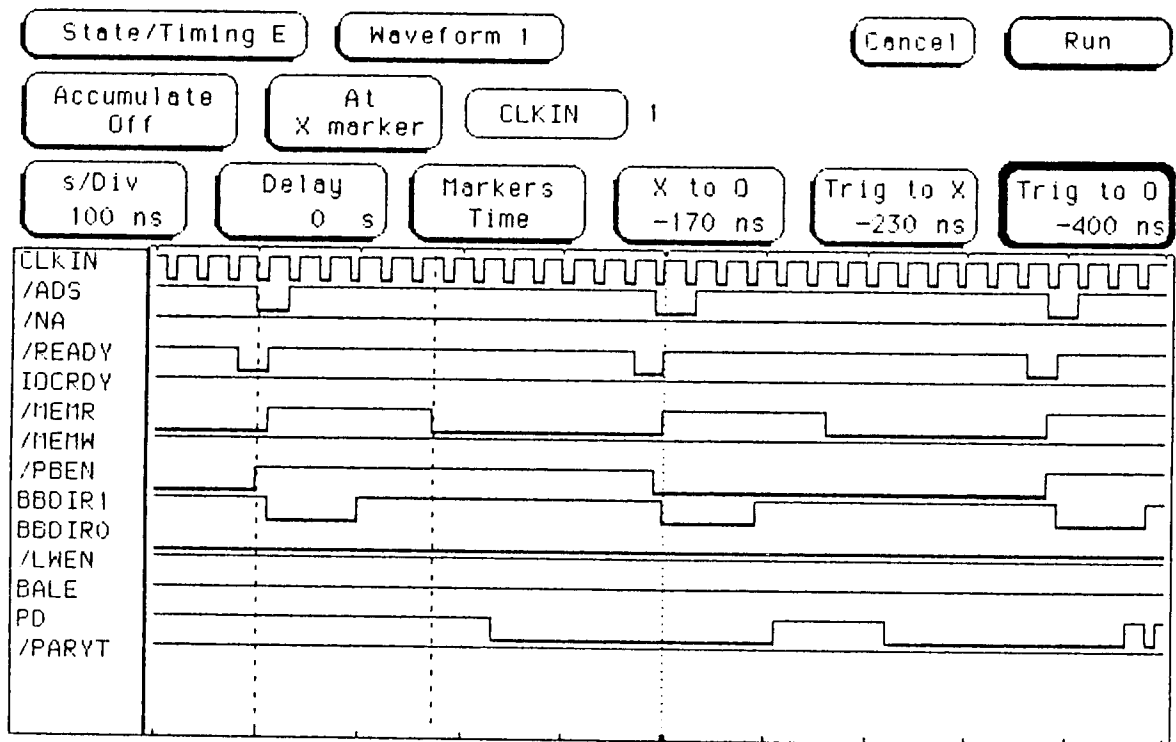 State/Timing E Waveform 1 Cancel Run
Accumulate Off At X marker CLKIN 1
s/Div 100 ns Delay 0 s Markers Time X to O -170 ns Trig to X -230 ns Trig to O -400 ns
CLKIN
/ADS
/NA
/READY
IOCRDY
/MEMR
/MEMW
/PBEN
BBDIR1
BBDIR0
/LWEN
BALE
PD
/PARYT